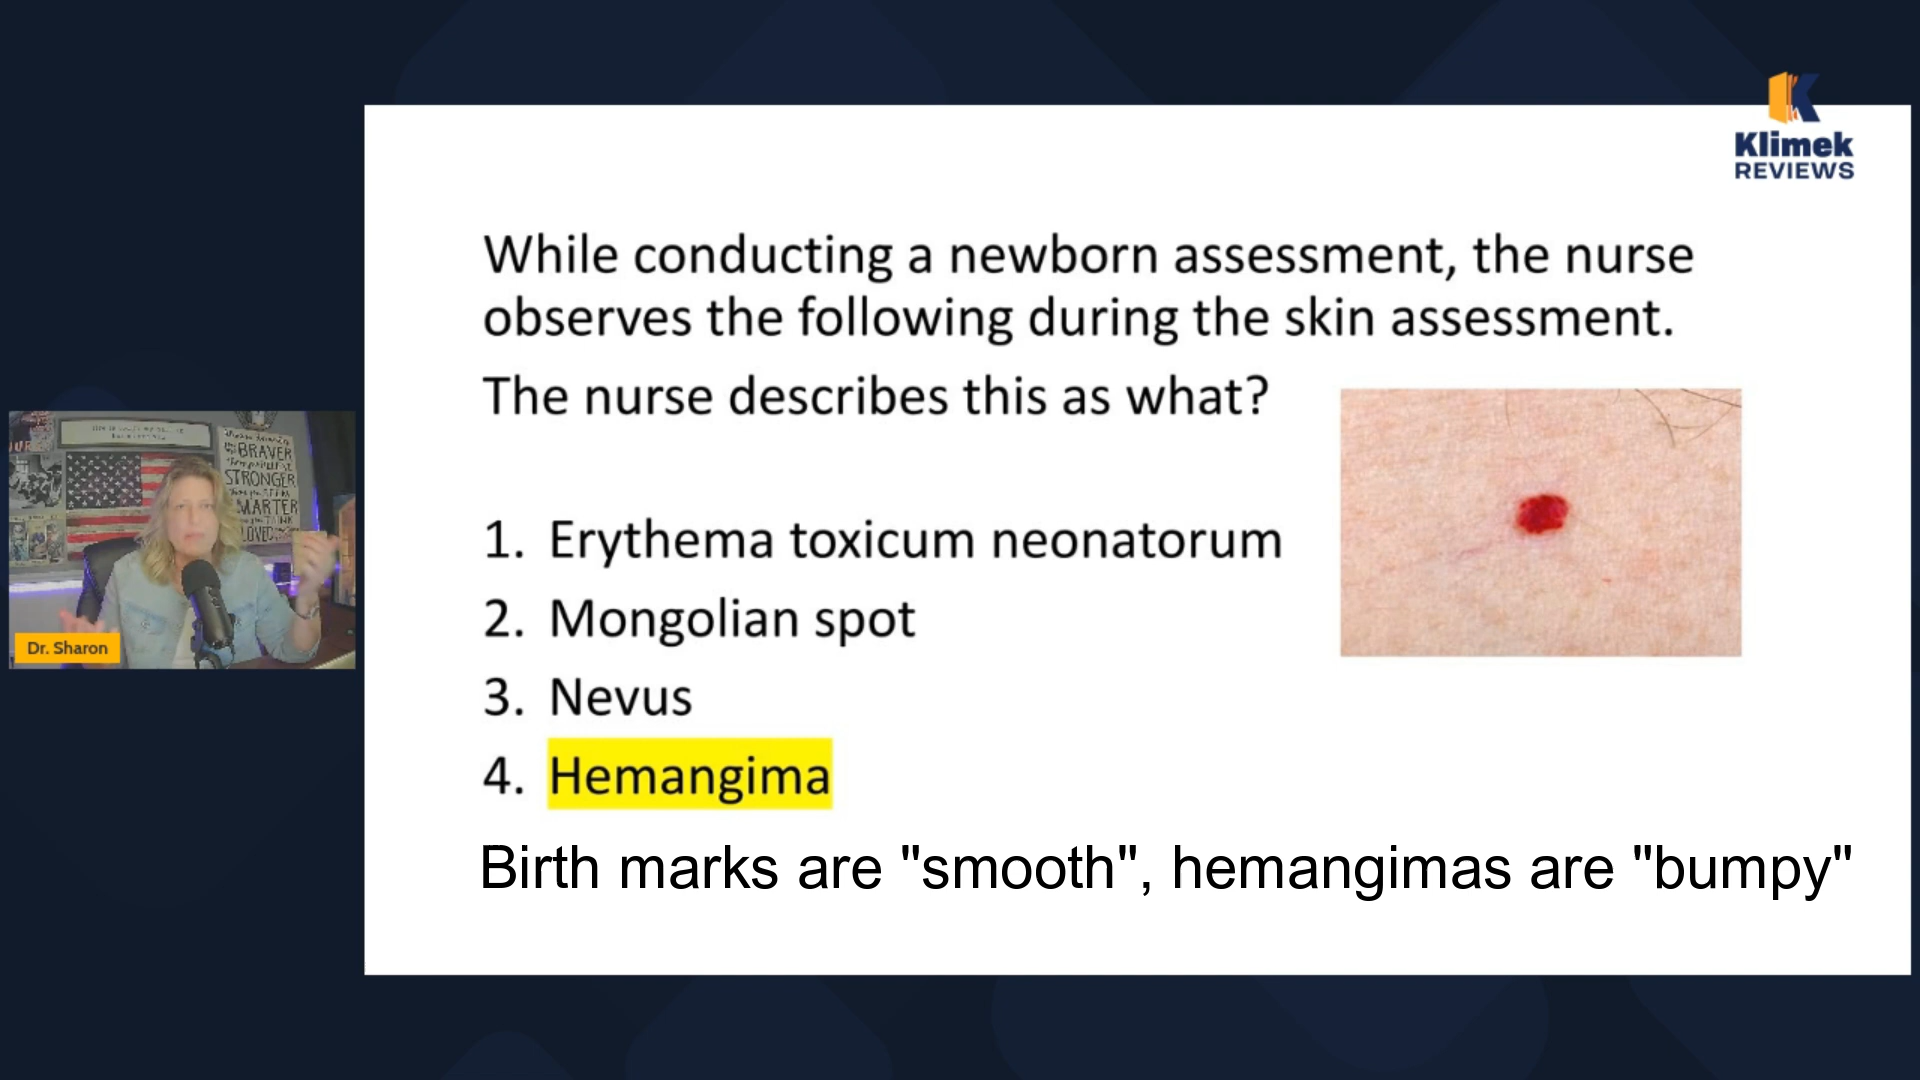 Klimek
REVIEWS
While conducting a newborn assessment, the nurse
observes the following during the skin assessment.
The nurse describes this as what?
1. Erythema toxicum neonatorum
2. Mongolian spot
3. Nevus
4. Hemangima
Birth marks are "smooth", hemangimas are "bumpy"
BRAVER
STRONGER
SMARTER
LOVED
Dr. Sharon